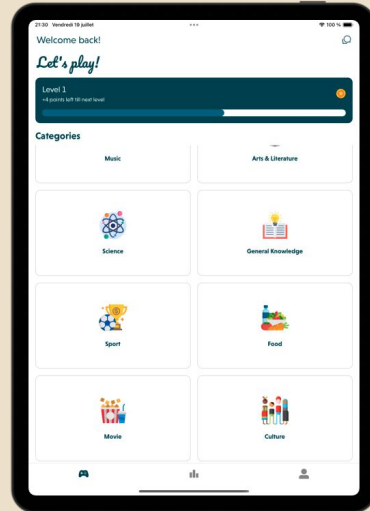 21:30 Vendredi 19 juillet
100 %
Welcome back!
Let's play!
Level 1
+4 points left till next level
Categories
Music
Arts & Literature
Science
General Knowledge
Sport
Food
Movie
Culture